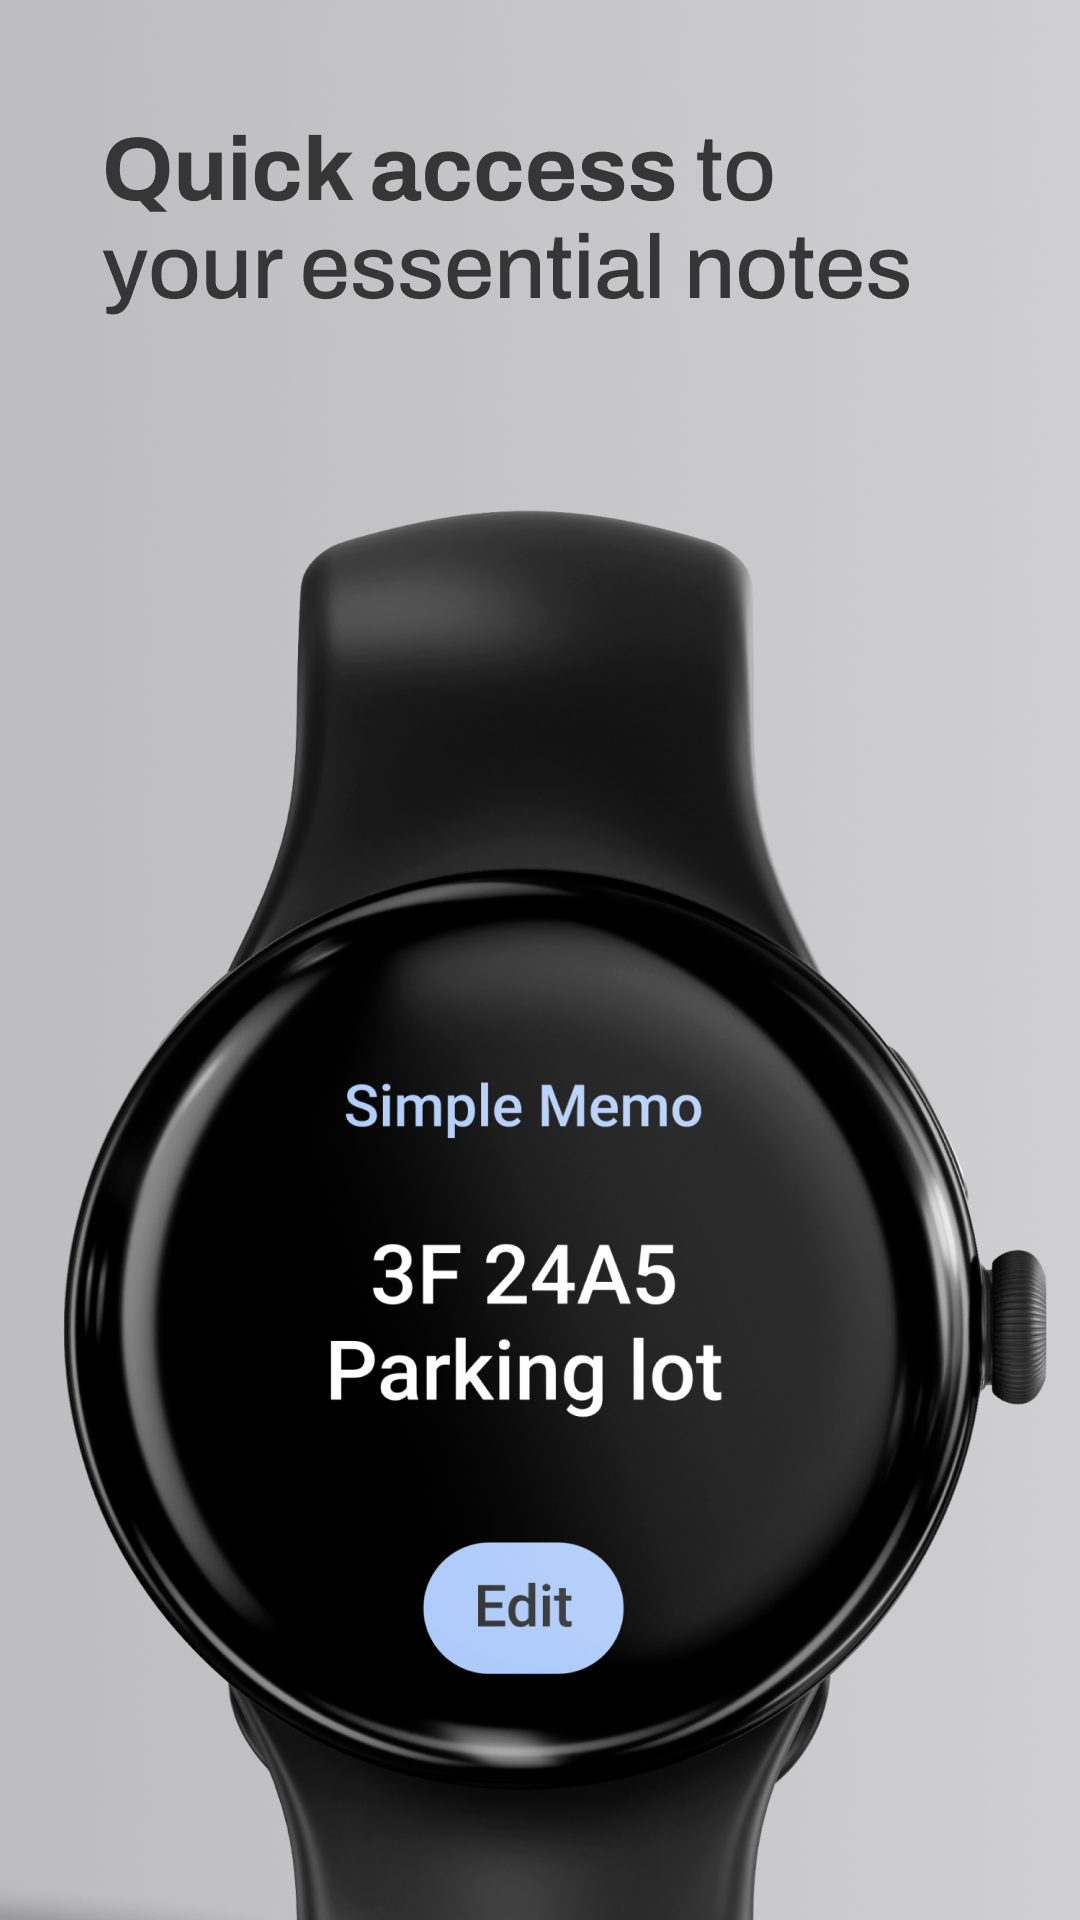 Quick access to
your essential notes
Simple Memo
3F 24A5
Parking lot
Edit